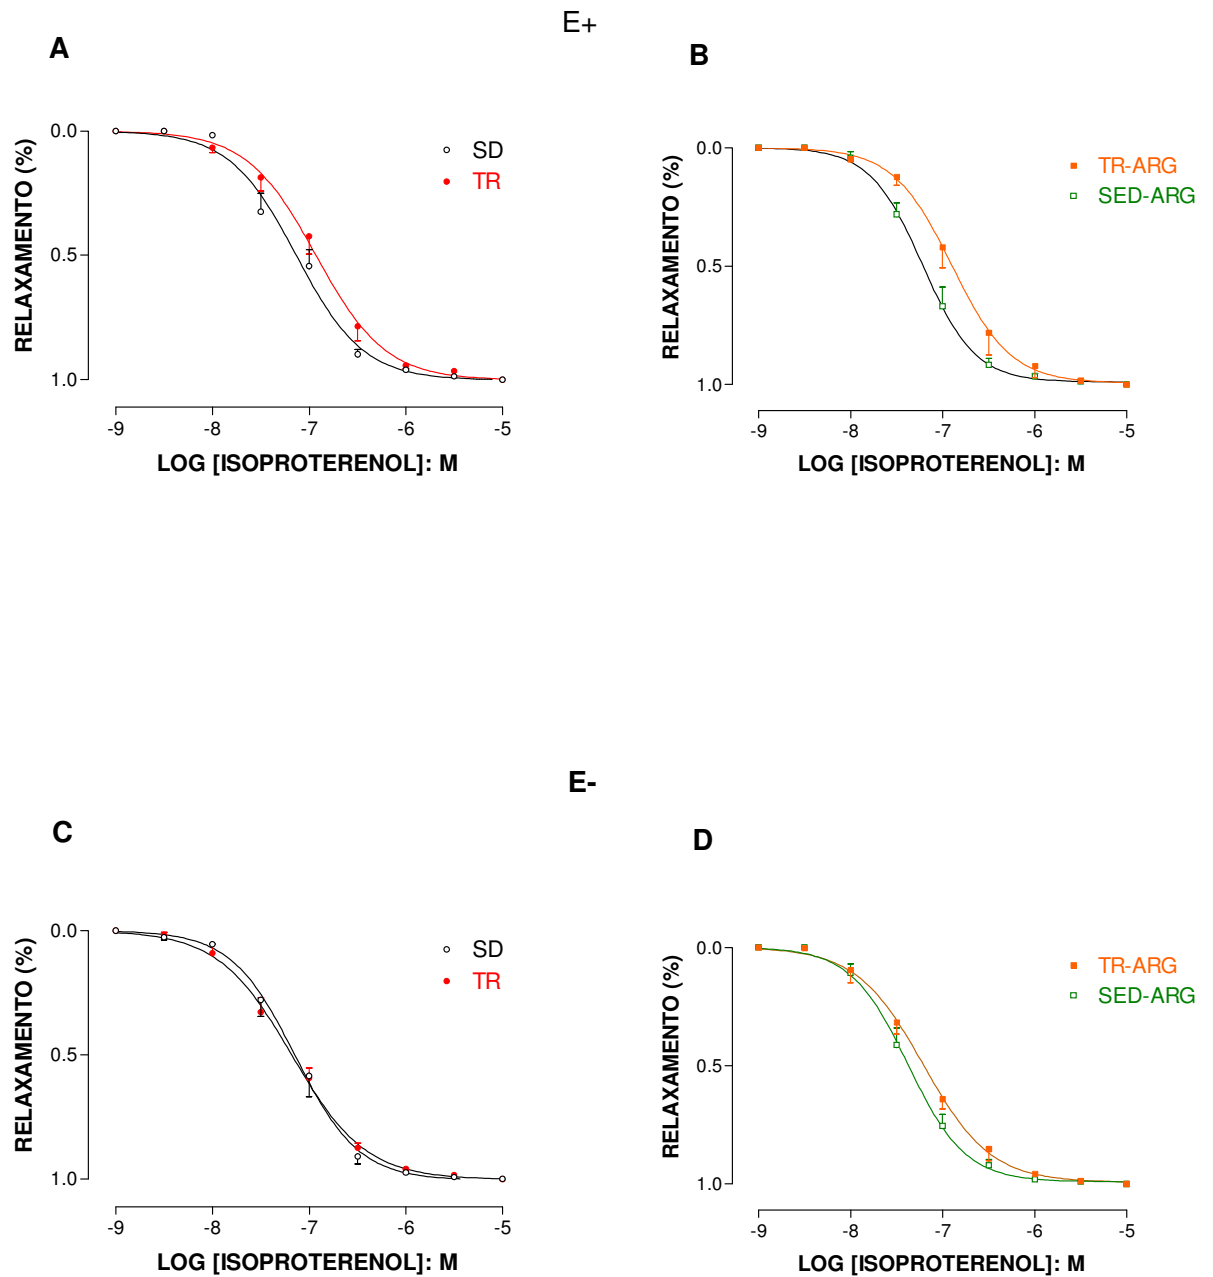 E+
A
RELAXAMENTO (%)
0.0
0.5
1.0
SD
TR
-9 -8 -7 -6 -5
LOG [ISOPROTERENOL]: M
B
RELAXAMENTO (%)
0.0
0.5
1.0
TR-ARG
SED-ARG
-9 -8 -7 -6 -5
LOG [ISOPROTERENOL]: M
E-
C
RELAXAMENTO (%)
0.0
0.5
1.0
SD
TR
-9 -8 -7 -6 -5
LOG [ISOPROTERENOL]: M
D
RELAXAMENTO (%)
0.0
0.5
1.0
TR-ARG
SED-ARG
-9 -8 -7 -6 -5
LOG [ISOPROTERENOL]: M